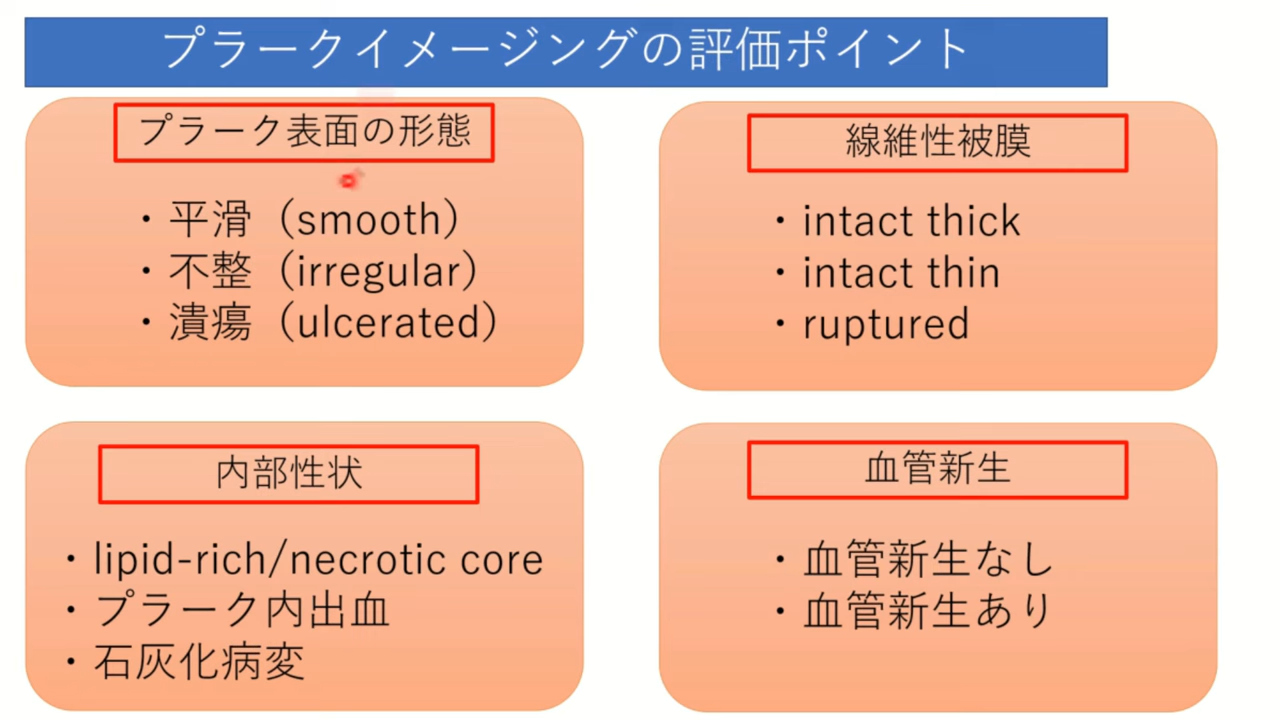 プラークイメージングの評価ポイント
プラーク表面の形態
・平滑（smooth）
・不整（irregular）
・潰瘍（ulcerated）
線維性被膜
・intact thick
・intact thin
・ruptured
内部性状
・lipid-rich/necrotic core
・プラーク内出血
・石灰化病変
血管新生
・血管新生なし
・血管新生あり